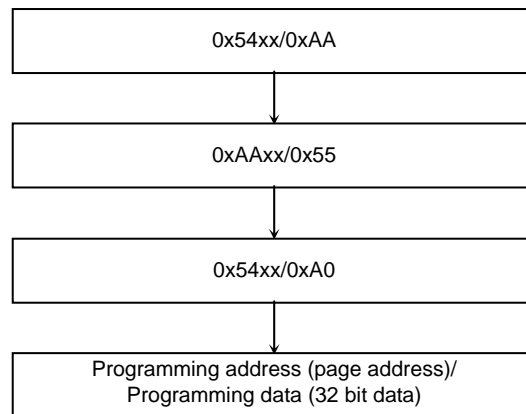 0x54xx/0xAA
0xAAxx/0x55
0x54xx/0xA0
Programming address (page address)/
Programming data (32 bit data)